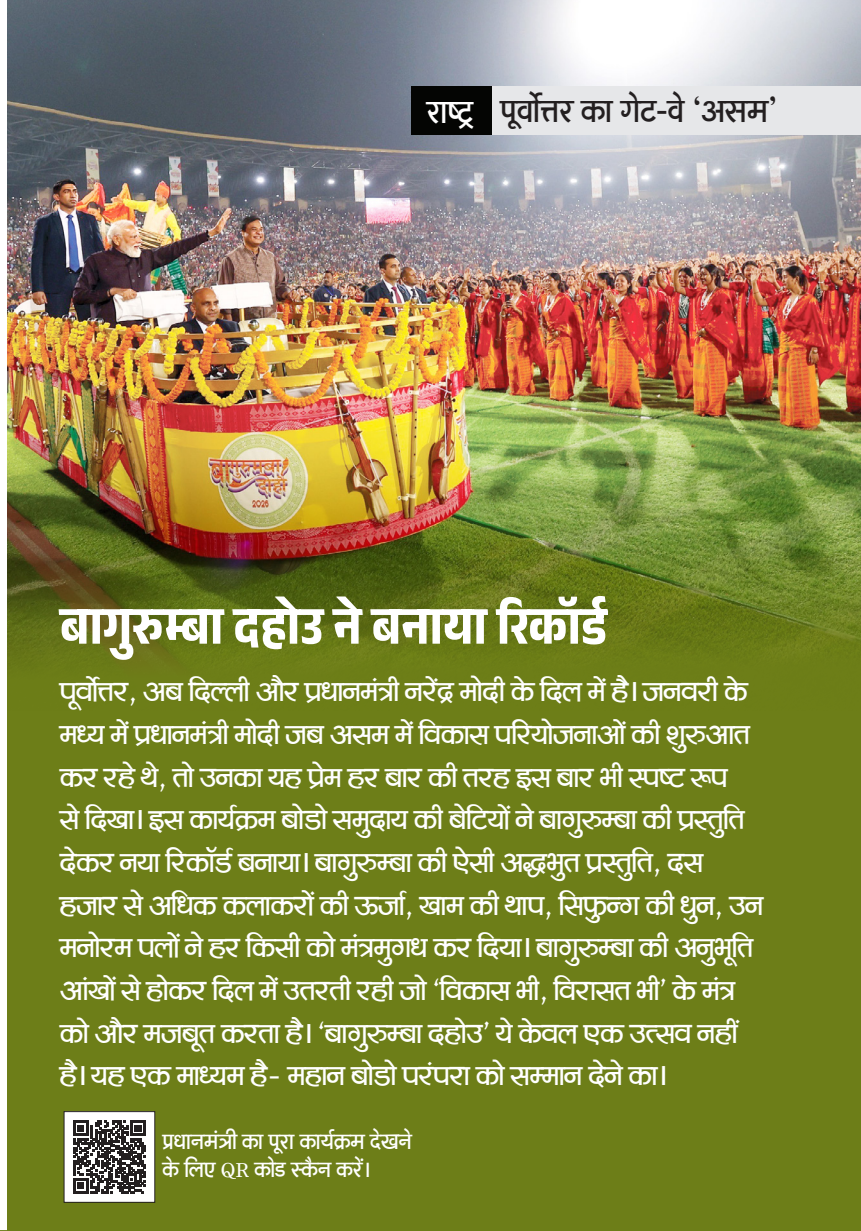 राष्ट्र पूर्वोत्तर का गेट-वे ‘असम’
बागुरुम्बा
दहोउ
2026
बागुरुम्बा दहोउ ने बनाया रिकॉर्ड
पूर्वोत्तर, अब दिल्ली और प्रधानमंत्री नरेंद्र मोदी के दिल में है। जनवरी के
मध्य में प्रधानमंत्री मोदी जब असम में विकास परियोजनाओं की शुरुआत
कर रहे थे, तो उनका यह प्रेम हर बार की तरह इस बार भी स्पष्ट रूप
से दिखा। इस कार्यक्रम बोडो समुदाय की बेटियों ने बागुरुम्बा की प्रस्तुति
देकर नया रिकॉर्ड बनाया। बागुरुम्बा की ऐसी अद्धभुत प्रस्तुति, दस
हजार से अधिक कलाकरों की ऊर्जा, खाम की थाप, सिफुन्ग की धुन, उन
मनोरम पलों ने हर किसी को मंत्रमुगध कर दिया। बागुरुम्बा की अनुभूति
आंखों से होकर दिल में उतरती रही जो ‘विकास भी, विरासत भी’ के मंत्र
को और मजबूत करता है। ‘बागुरुम्बा दहोउ’ ये केवल एक उत्सव नहीं
है। यह एक माध्यम है- महान बोडो परंपरा को सम्मान देने का।
प्रधानमंत्री का पूरा कार्यक्रम देखने
के लिए QR कोड स्कैन करें।